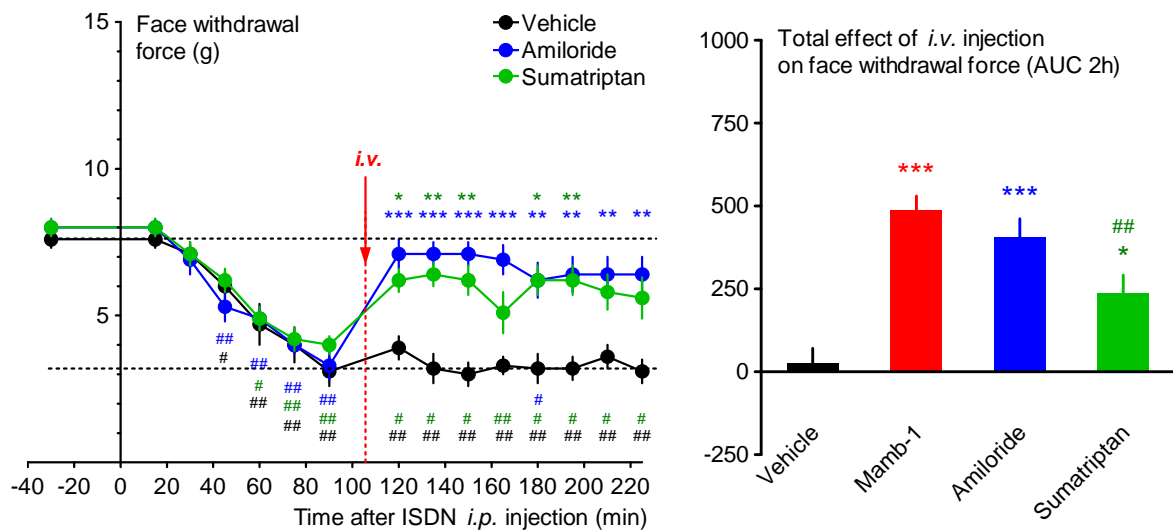 Face withdrawal
force (g)
Vehicle
Amiloride
Sumatriptan
15
10
5
i.v.
* ** ** * **
*** *** *** *** ** ** ** **
## ## ## ## #
# # ## ## # # # ## # # # #
## ## ## ## ## ## ## ## ## ## ##
-40 -20 0 20 40 60 80 100 120 140 160 180 200 220
Time after ISDN i.p. injection (min)
Total effect of i.v. injection
on face withdrawal force (AUC 2h)
1000
750
500
250
0
-250
***
***
##
*
Vehicle
Mamb-1
Amiloride
Sumatriptan